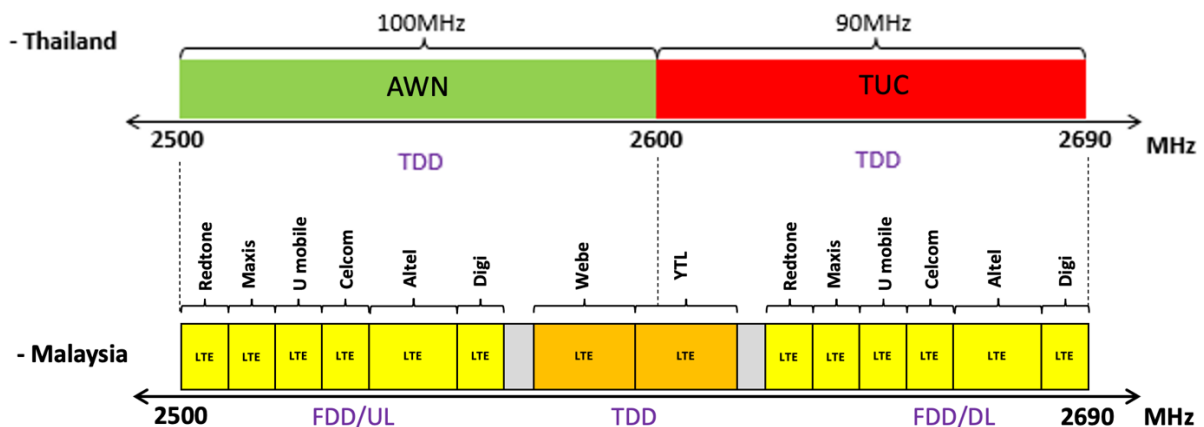 100MHz 90MHz
- Thailand
AWN TUC
2500 2600 2690 MHz
TDD TDD
Redtone Maxis U mobile Celcom Altel Digi Webe YTL Redtone Maxis U mobile Celcom Altel Digi
- Malaysia LTE LTE LTE LTE LTE LTE LTE LTE LTE LTE LTE LTE LTE LTE
2500 FDD/UL TDD FDD/DL 2690 MHz